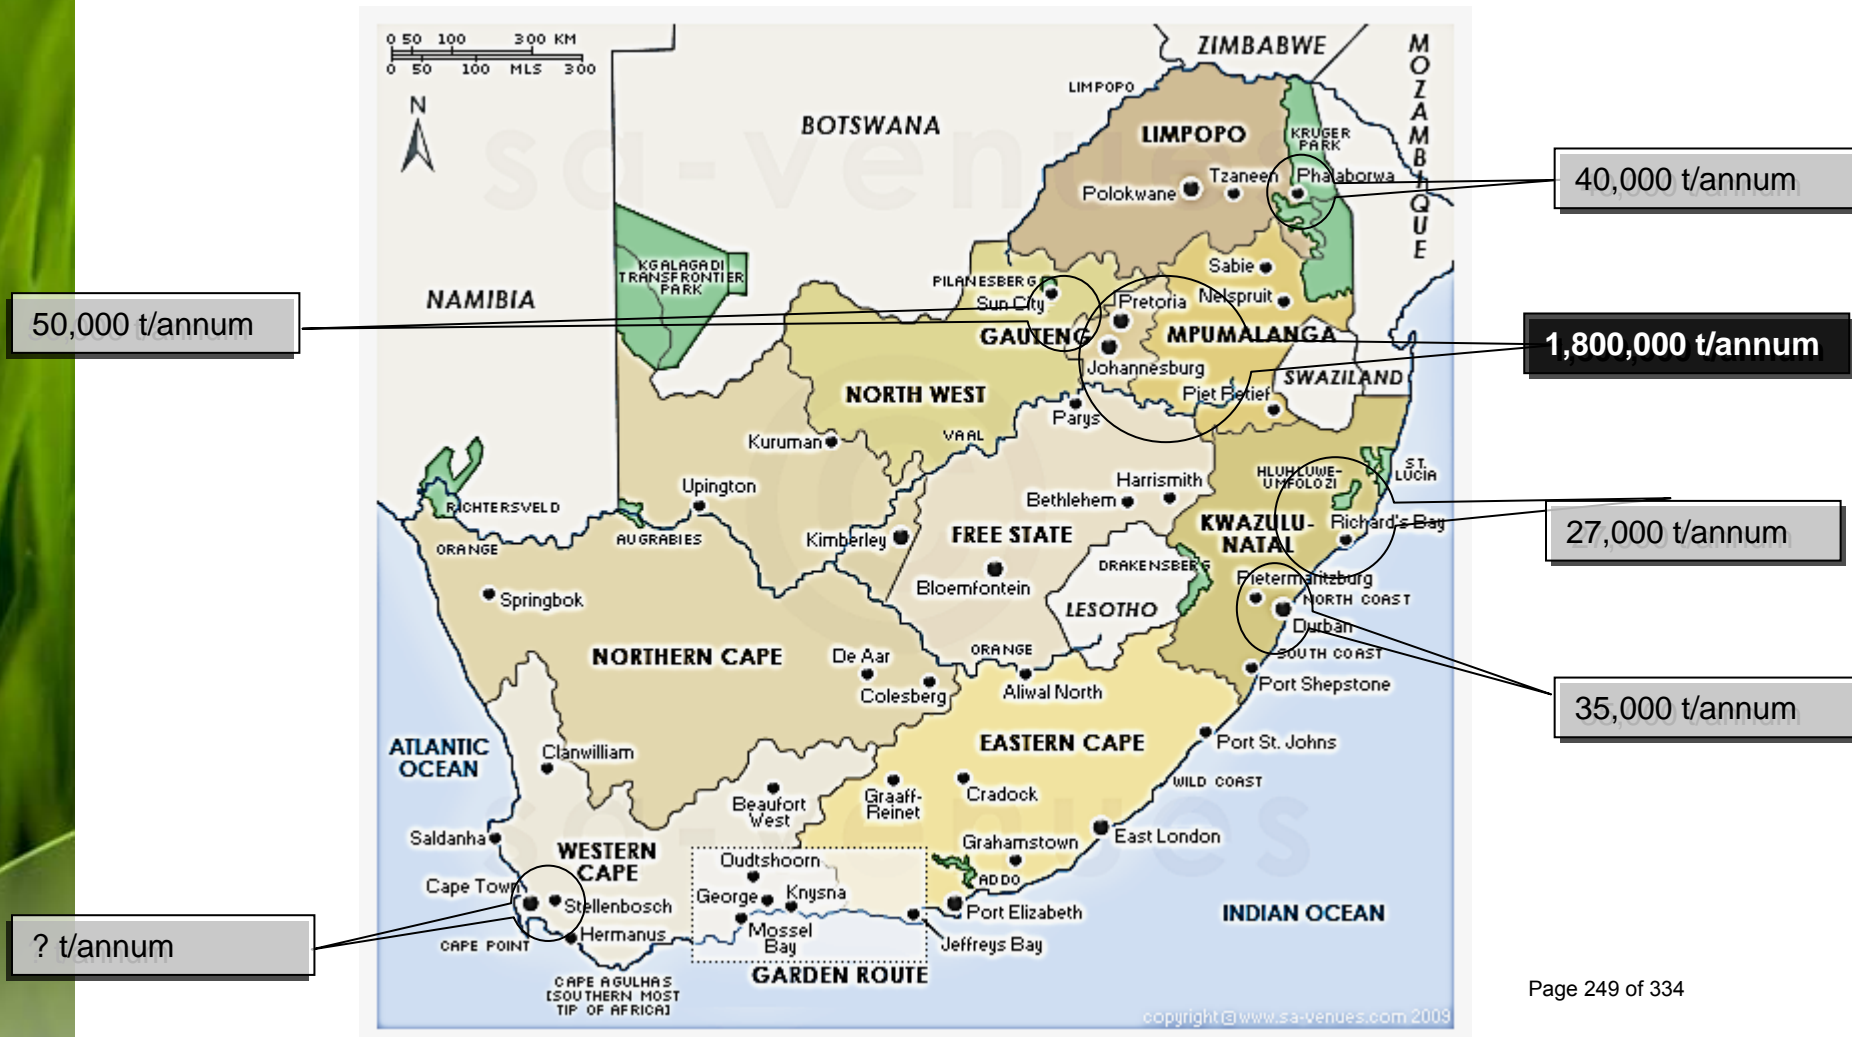 0 50 100 300 KM
0 50 100 MLS 300
N
ZIMBABWE
MOZAMBIQUE
LIMPOPO
BOTSWANA
LIMPOPO
KRUGER
PARK
Tzaneen
Phalaborwa
Polokwane
40,000 t/annum
KGALAGADI
TRANSFRONTIER
PARK
NAMIBIA
PILANESBERG
Sun City
Sabie
Nelspruit
Pretoria
50,000 t/annum
GAUTENG
MPUMALANGA
1,800,000 t/annum
Johannesburg
SWAZILAND
NORTH WEST
Piet Retief
Parys
Kuruman
VAAL
HLUHLUWE-
UMFOLOZI
ST.
LUCIA
Upington
Harrismith
Bethlehem
RICHTERSVELD
KWAZULU-
NATAL
Richard's Bay
27,000 t/annum
AUGRABIES
Kimberley
FREE STATE
ORANGE
DRAKENSBERG
Bloemfontein
Pietermaritzburg
Springbok
LESOTHO
NORTH COAST
Durban
NORTHERN CAPE
De Aar
ORANGE
SOUTH COAST
Colesberg
Aliwal North
Port Shepstone
35,000 t/annum
ATLANTIC
OCEAN
Clanwilliam
EASTERN CAPE
Port St. Johns
WILD COAST
Beaufort
West
Graaff-
Reinet
Cradock
Saldanha
WESTERN
CAPE
Grahamstown
East London
Oudtshoorn
Cape Town
Stellenbosch
George
Knysna
ADDO
Port Elizabeth
INDIAN OCEAN
? t/annum
CAPE POINT
Hermanus
Mossel
Bay
Jeffreys Bay
GARDEN ROUTE
CAPE AGULHAS
[SOUTHERN MOST
TIP OF AFRICA]
Page 249 of 334
copyright@www.sa-venues.com 2009
sa-venues
sa-venues
©